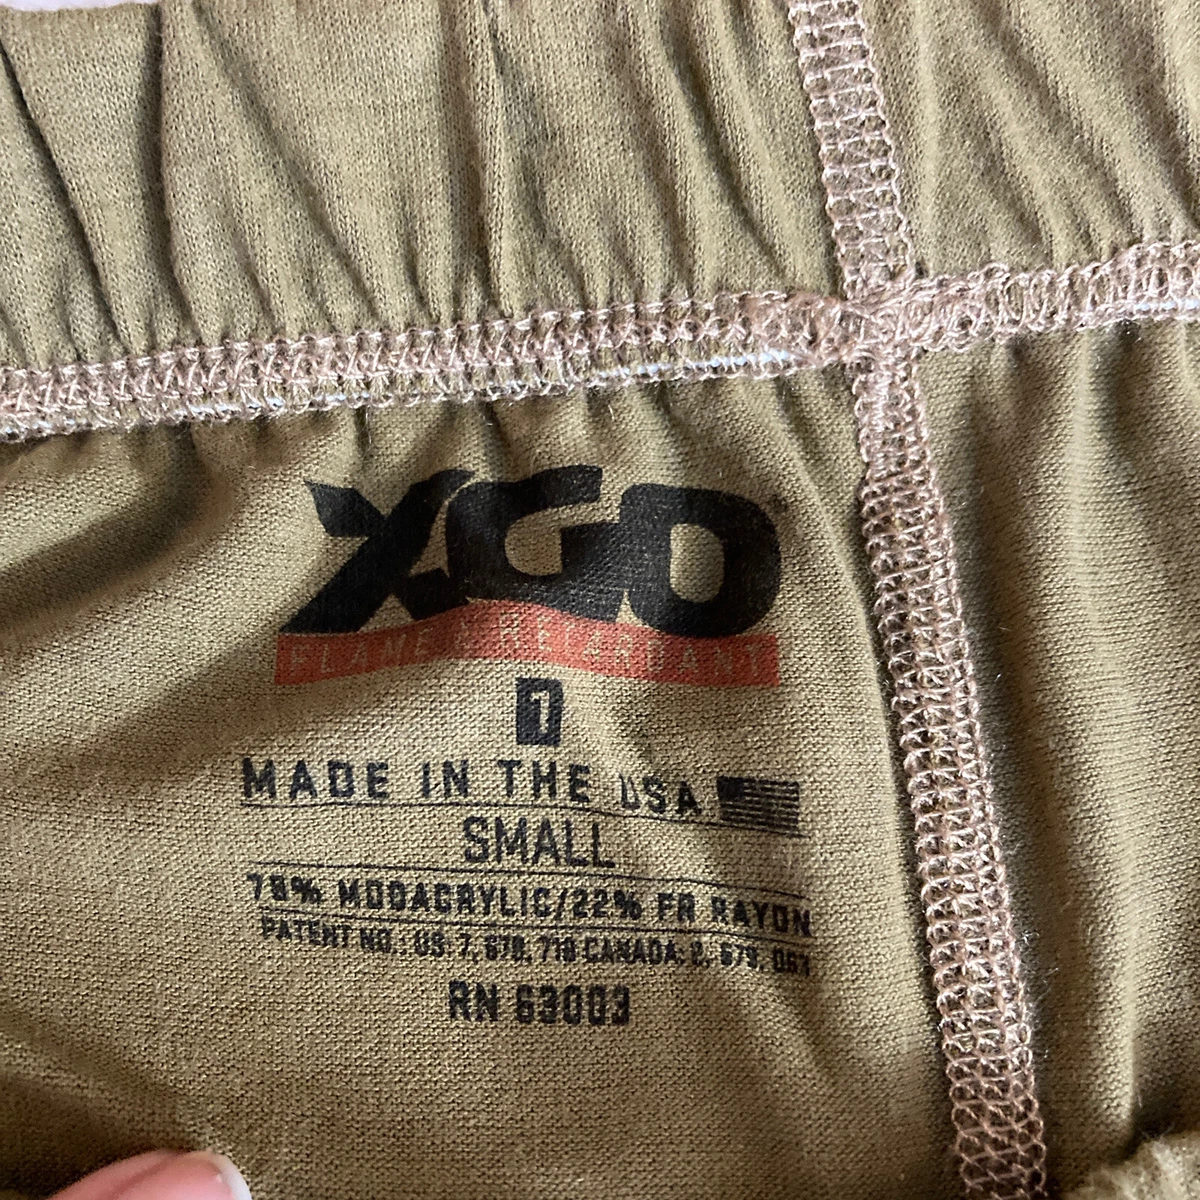 XGO
FLAME RETARDANT
1
MADE IN THE USA
SMALL
78% MODACRYLIC/22% FR RAYON
PATENT NO.: US: 7, 678, 718 CANADA: 2, 679, 063
RN 63003